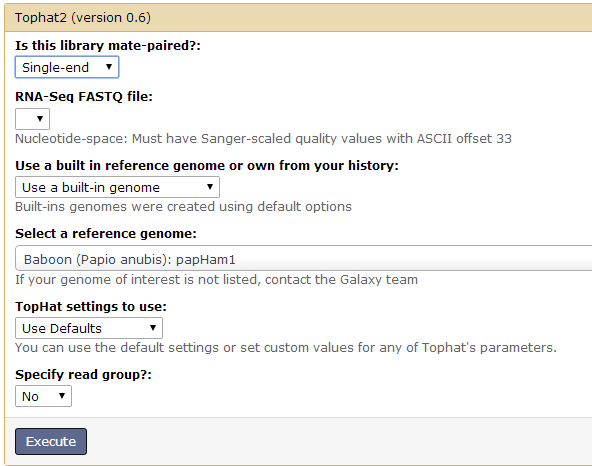 Tophat2 (version 0.6)
Is this library mate-paired?:
Single-end
RNA-Seq FASTQ file:
Nucleotide-space: Must have Sanger-scaled quality values with ASCII offset 33
Use a built in reference genome or own from your history:
Use a built-in genome
Built-ins genomes were created using default options
Select a reference genome:
Baboon (Papio anubis): papHam1
If your genome of interest is not listed, contact the Galaxy team
TopHat settings to use:
Use Defaults
You can use the default settings or set custom values for any of Tophat's parameters.
Specify read group?:
No
Execute